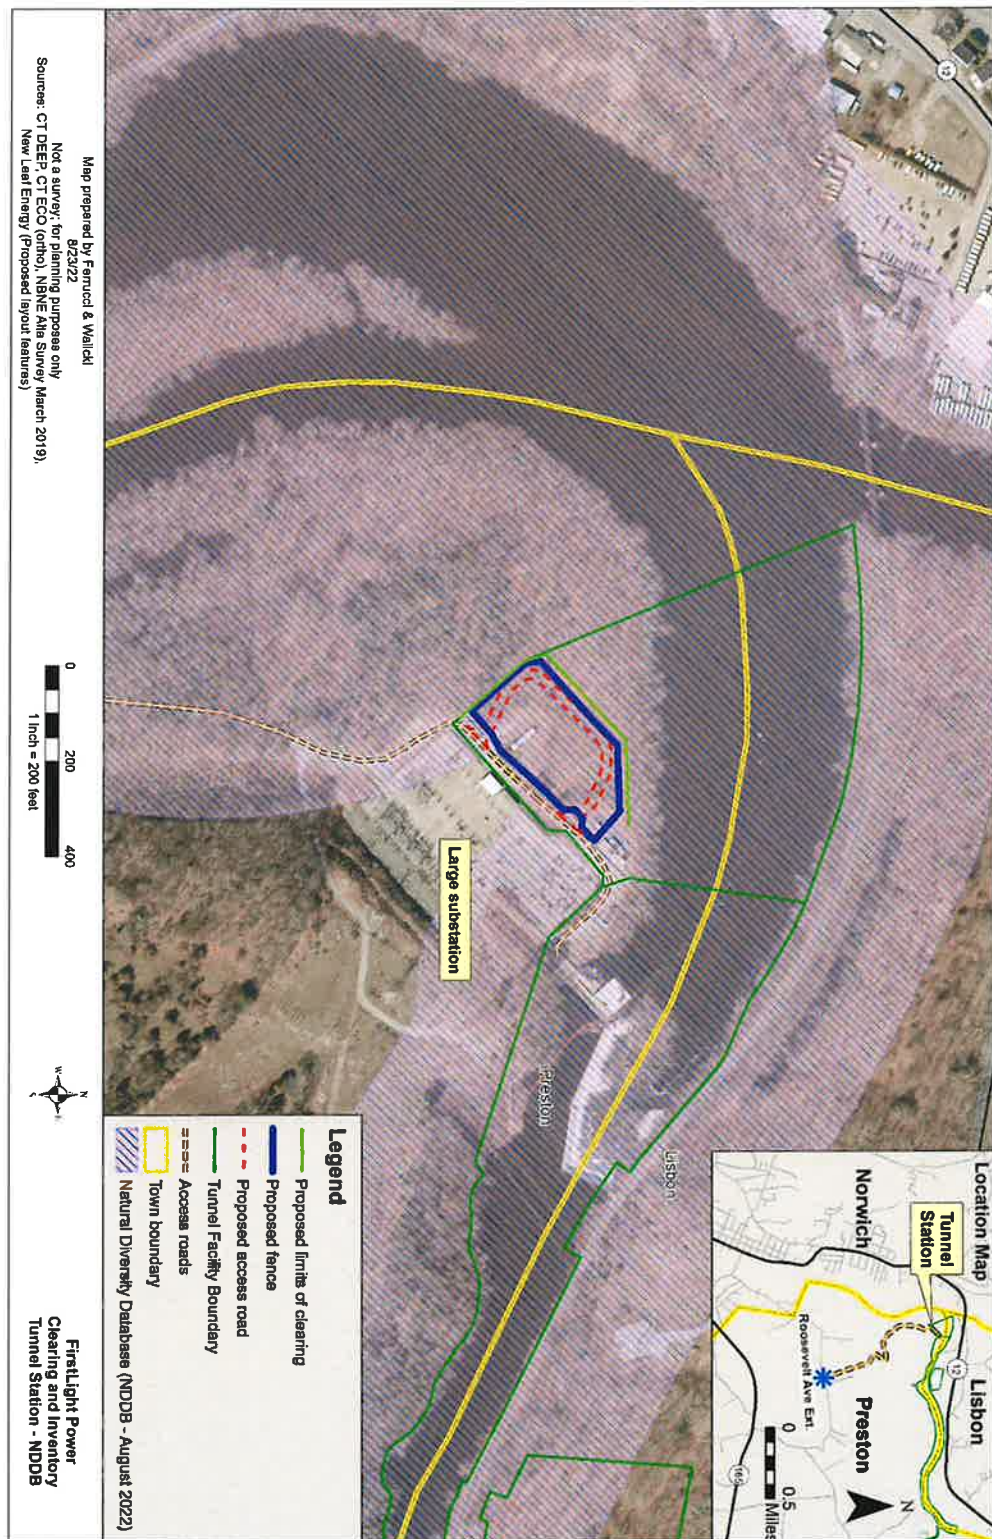 12
Large substation
Preston
Lisbon
Location Map
Tunnel
Station
Norwich
Lisbon
12
Roosevelt Ave Ext.
Preston
165
N
0 0.5
Miles
Legend
Proposed limits of clearing
Proposed fence
Proposed access road
Tunnel Facility Boundary
Access roads
Town boundary
Natural Diversity Database (NDDB - August 2022)
Map prepared by Ferrucci & Walicki
8/23/22
Not a survey; for planning purposes only
Sources: CT DEEP, CT ECO (ortho), NBNE Alta Survey March 2019),
New Leaf Energy (Proposed layout features)
0 200 400
1 inch = 200 feet
N
W
E
S
FirstLight Power
Clearing and Inventory
Tunnel Station - NDDB